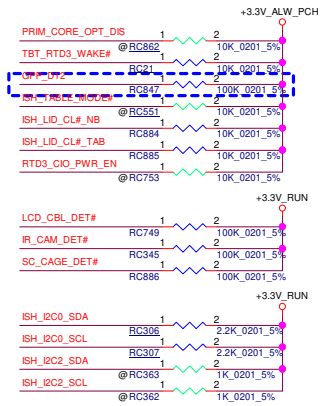 +3.3V_ALW_PCH
PRIM_CORE_OPT_DIS 1 2
@RC862 10K_0201_5%
TBT_RTD3_WAKE# 1 2
RC21 10K_0201_5%
GPP_D12 1 2
RC847 100K_0201_5%
ISH_TABLE_MODE# 1 2
@RC551 10K_0201_5%
ISH_LID_CL#_NB 1 2
RC884 10K_0201_5%
ISH_LID_CL#_TAB 1 2
RC885 10K_0201_5%
RTD3_CIO_PWR_EN 1 2
@RC753 10K_0201_5%
+3.3V_RUN
LCD_CBL_DET# 1 2
RC749 100K_0201_5%
IR_CAM_DET# 1 2
RC345 100K_0201_5%
SC_CAGE_DET# 1 2
RC886 100K_0201_5%
+3.3V_RUN
ISH_I2C0_SDA 1 2
RC306 2.2K_0201_5%
ISH_I2C0_SCL 1 2
RC307 2.2K_0201_5%
ISH_I2C2_SDA 1 2
@RC363 1K_0201_5%
ISH_I2C2_SCL 1 2
@RC362 1K_0201_5%